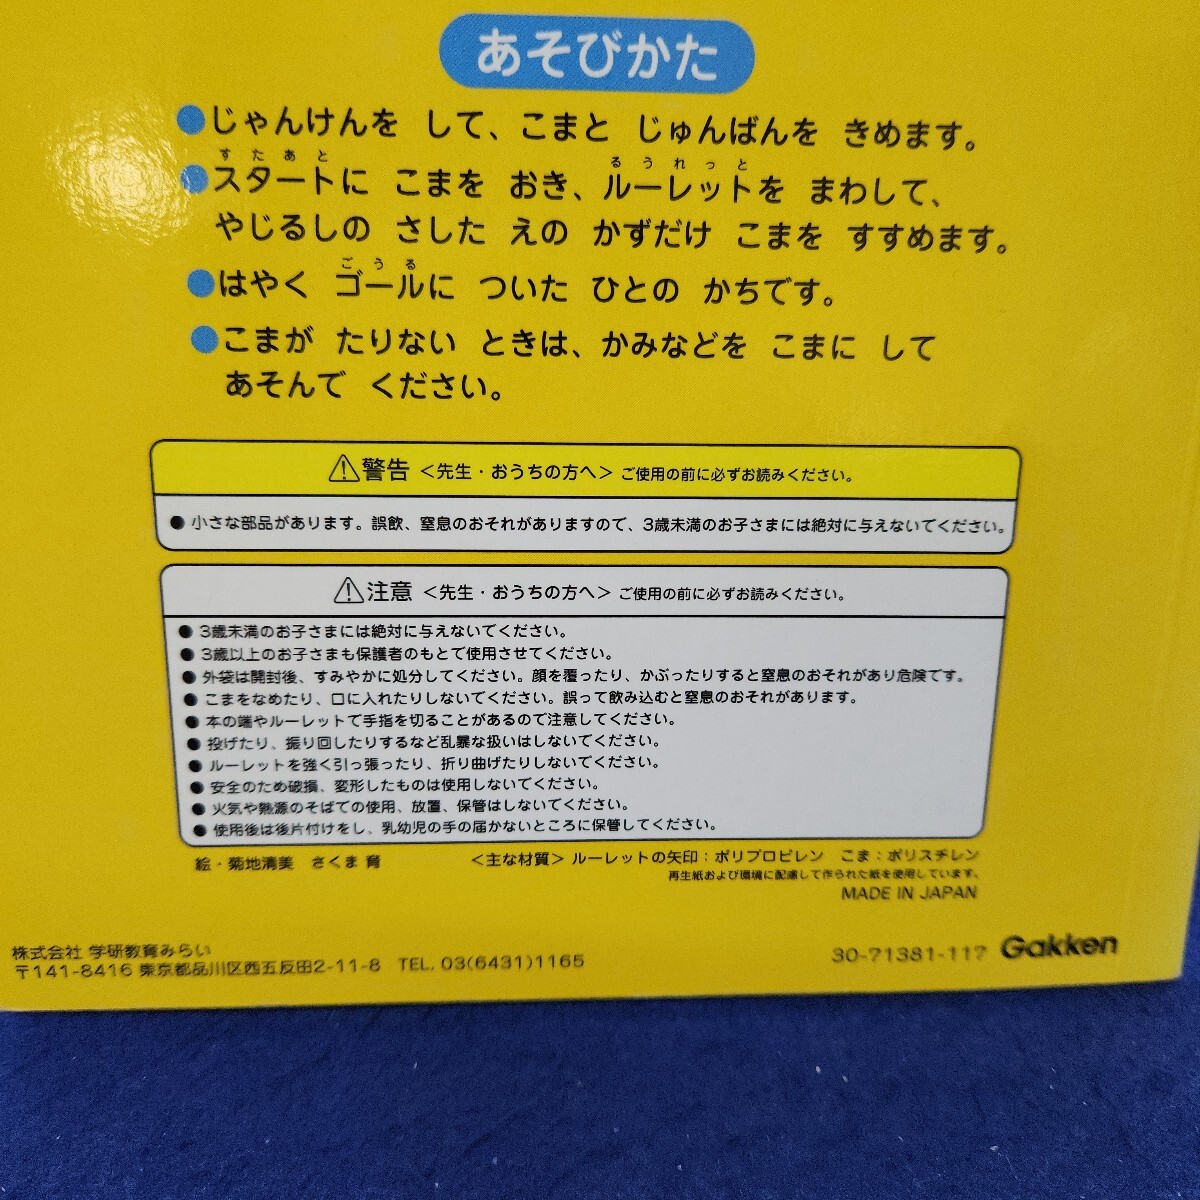 あそびかた
●じゃんけんを して、こまと じゅんばんを きめます。
すたあと るうれっと
●スタートに こまを おき、ルーレットを まわして、
やじるしの さした えの かずだけ こまを すすめます。
ごうる
●はやく ゴールに ついた ひとの かちです。
●こまが たりない ときは、かみなどを こまに して
あそんで ください。
⚠警告 <先生・おうちの方へ> ご使用の前に必ずお読みください。
●小さな部品があります。誤飲、窒息のおそれがありますので、3歳未満のお子さまには絶対に与えないでください。
⚠注意 <先生・おうちの方へ> ご使用の前に必ずお読みください。
●3歳未満のお子さまには絶対に与えないでください。
●3歳以上のお子さまも保護者のもとで使用させてください。
●外袋は開封後、すみやかに処分してください。顔を覆ったり、かぶったりすると窒息のおそれがあり危険です。
●こまをなめたり、口に入れたりしないでください。誤って飲み込むと窒息のおそれがあります。
●本の端やルーレットで手指を切ることがあるので注意してください。
●投げたり、振り回したりするなど乱暴な扱いはしないでください。
●ルーレットを強く引っ張ったり、折り曲げたりしないでください。
●安全のため破損、変形したものは使用しないでください。
●火気や熱源のそばでの使用、放置、保管はしないでください。
●使用後は後片付けをし、乳幼児の手の届かないところに保管してください。
絵・菊地清美 さくま育 <主な材質> ルーレットの矢印：ポリプロピレン こま：ポリスチレン
再生紙および環境に配慮して作られた紙を使用しています。
MADE IN JAPAN
株式会社 学研教育みらい
〒141-8416 東京都品川区西五反田2-11-8 TEL. 03(6431)1165
30-71381-117 Gakken